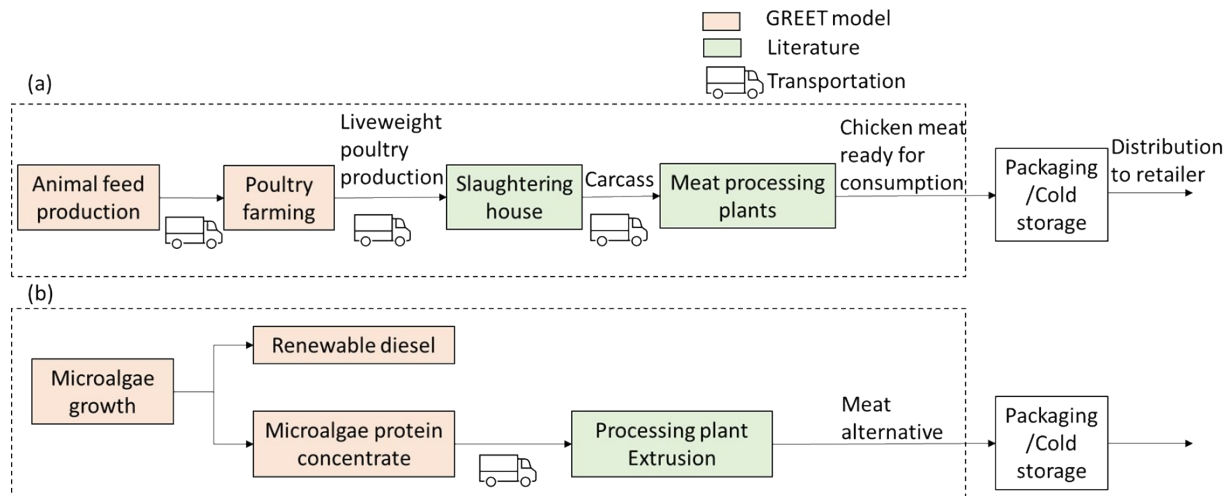 GREET model
Literature
Transportation
(a)
Animal feed
production
Poultry
farming
Liveweight
poultry
production
Slaughtering
house
Carcass
Meat processing
plants
Chicken meat
ready for
consumption
Packaging
/Cold
storage
Distribution
to retailer
(b)
Microalgae
growth
Renewable diesel
Microalgae protein
concentrate
Processing plant
Extrusion
Meat
alternative
Packaging
/Cold
storage